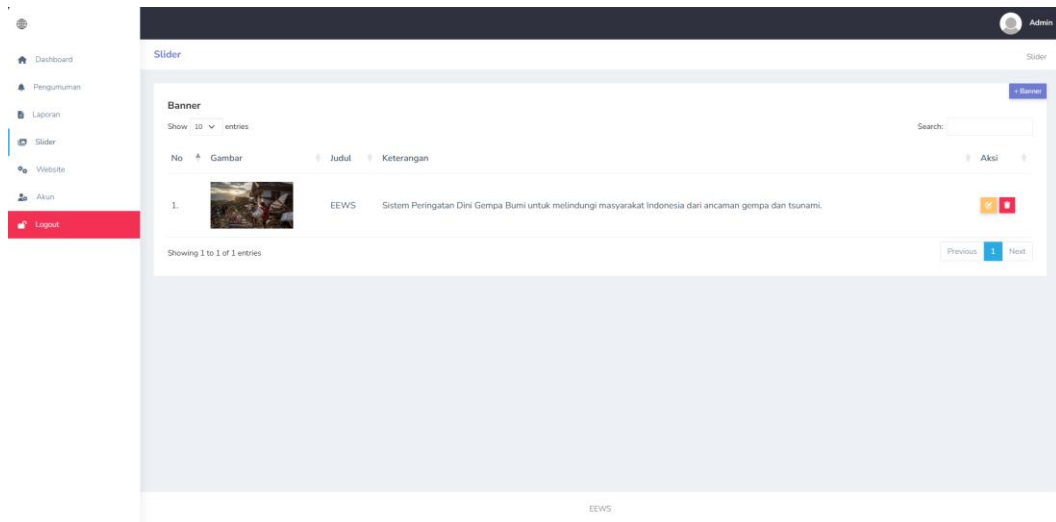 Admin
Dashboard
Pengumuman
Laporan
Slider
Website
Akun
Logout
Slider
Slider
+ Banner
Banner
Show 10 entries
Search:
No Gambar Judul Keterangan Aksi
1. EEWS Sistem Peringatan Dini Gempa Bumi untuk melindungi masyarakat Indonesia dari ancaman gempa dan tsunami.
Showing 1 to 1 of 1 entries
Previous 1 Next
EEWS